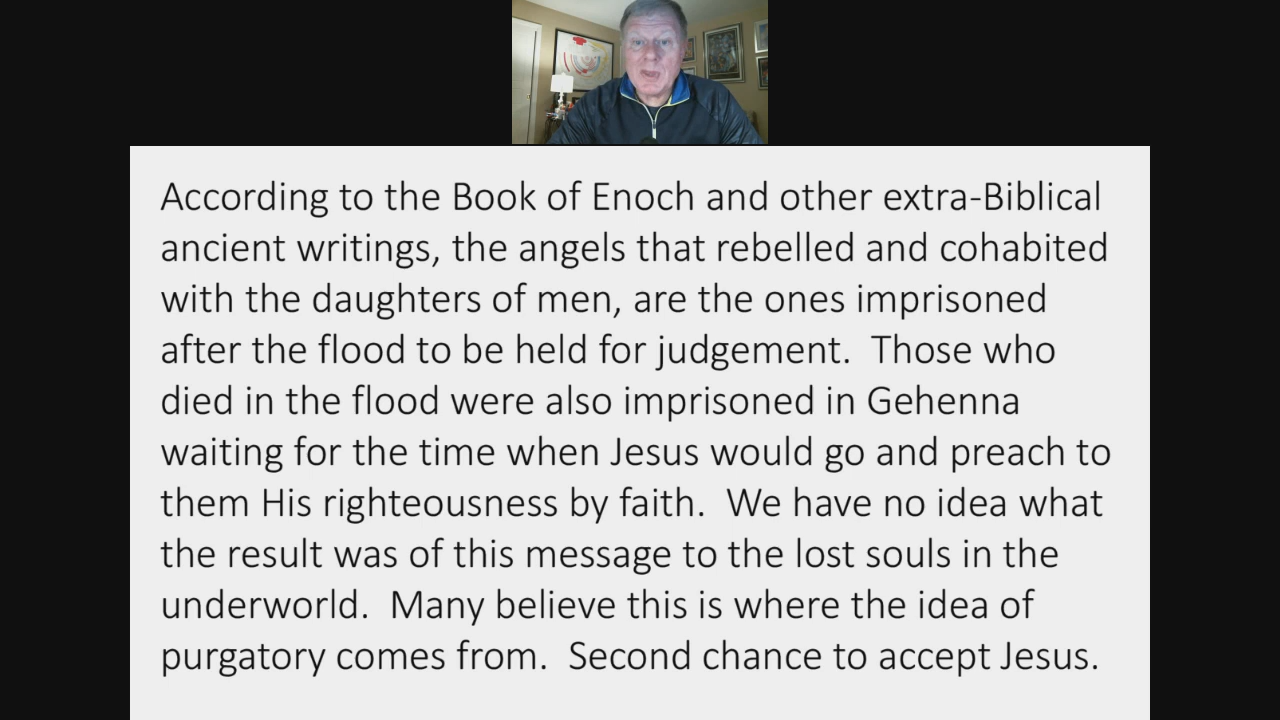 According to the Book of Enoch and other extra-Biblical
ancient writings, the angels that rebelled and cohabited
with the daughters of men, are the ones imprisoned
after the flood to be held for judgement.  Those who
died in the flood were also imprisoned in Gehenna
waiting for the time when Jesus would go and preach to
them His righteousness by faith.  We have no idea what
the result was of this message to the lost souls in the
underworld.  Many believe this is where the idea of
purgatory comes from.  Second chance to accept Jesus.